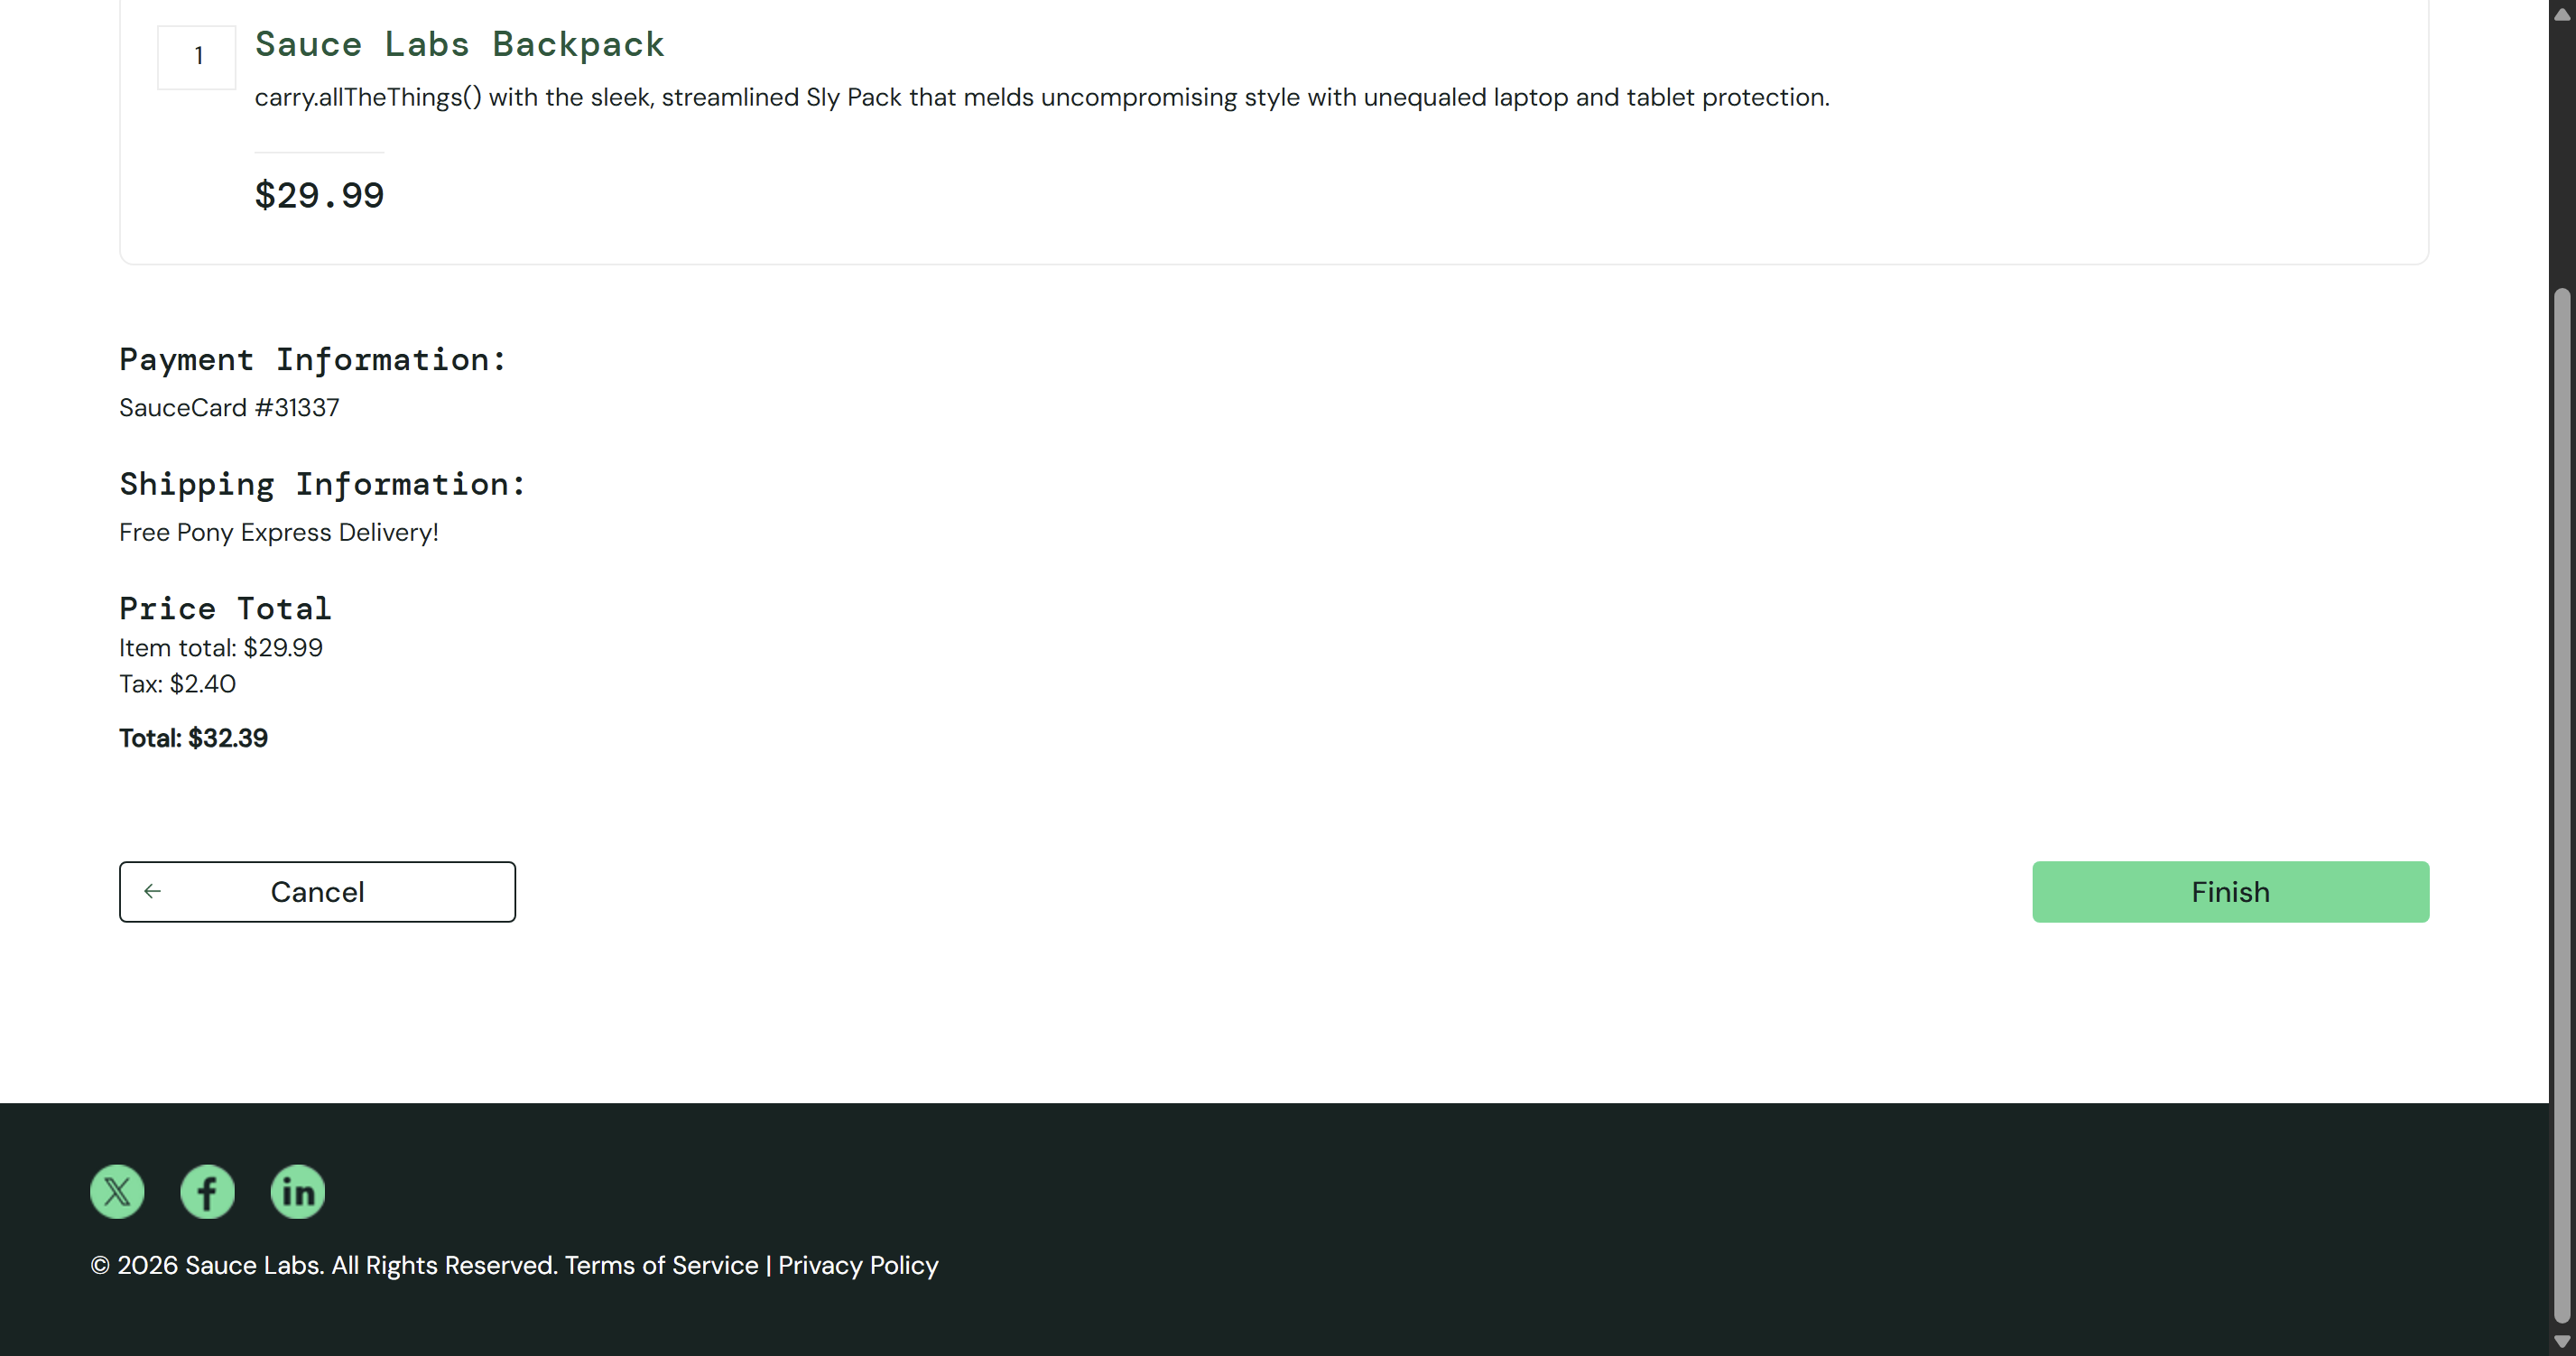 1
Sauce Labs Backpack
carry.allTheThings() with the sleek, streamlined Sly Pack that melds uncompromising style with unequaled laptop and tablet protection.
$29.99
Payment Information:
SauceCard #31337
Shipping Information:
Free Pony Express Delivery!
Price Total
Item total: $29.99
Tax: $2.40
Total: $32.39
Cancel
Finish
X
f
in
© 2026 Sauce Labs. All Rights Reserved. Terms of Service | Privacy Policy